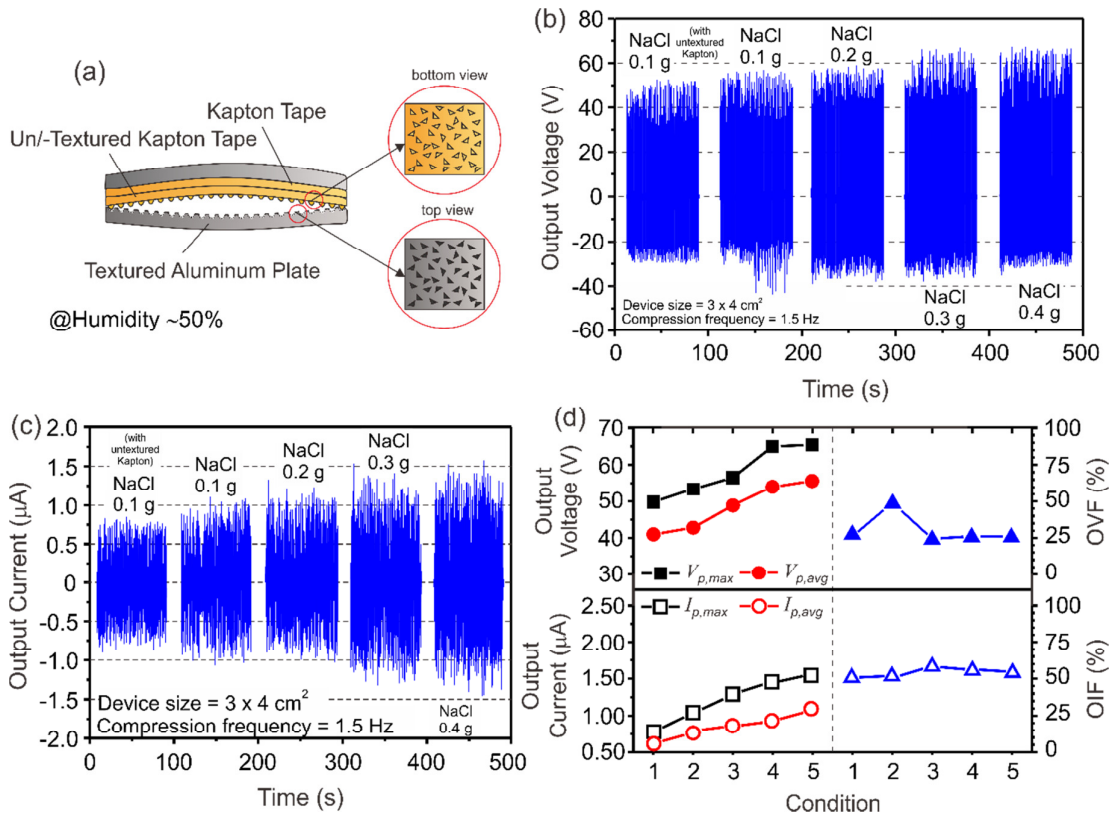 (a)
bottom view
Kapton Tape
Un/-Textured Kapton Tape
top view
Textured Aluminum Plate
@Humidity ~50%
(b)
Output Voltage (V)
80
60
40
20
0
-20
-40
-60
NaCl
0.1 g
(with
untextured
Kapton)
NaCl
0.1 g
NaCl
0.2 g
NaCl
0.3 g
NaCl
0.4 g
Device size = 3 x 4 cm²
Compression frequency = 1.5 Hz
0 100 200 300 400 500
Time (s)
(c)
Output Current (µA)
2.0
1.5
1.0
0.5
0
-0.5
-1.0
-1.5
-2.0
(with
untextured
Kapton)
NaCl
0.1 g
NaCl
0.1 g
NaCl
0.2 g
NaCl
0.3 g
NaCl
0.4 g
Device size = 3 x 4 cm²
Compression frequency = 1.5 Hz
0 100 200 300 400 500
Time (s)
(d)
Output
Voltage (V)
70
60
50
40
30
Vp,max
Vp,avg
100
75
50
25
0
OVF (%)
Output
Current (µA)
2.50
2.00
1.50
1.00
0.50
Ip,max
Ip,avg
100
75
50
25
0
OIF (%)
1 2 3 4 5 1 2 3 4 5
Condition